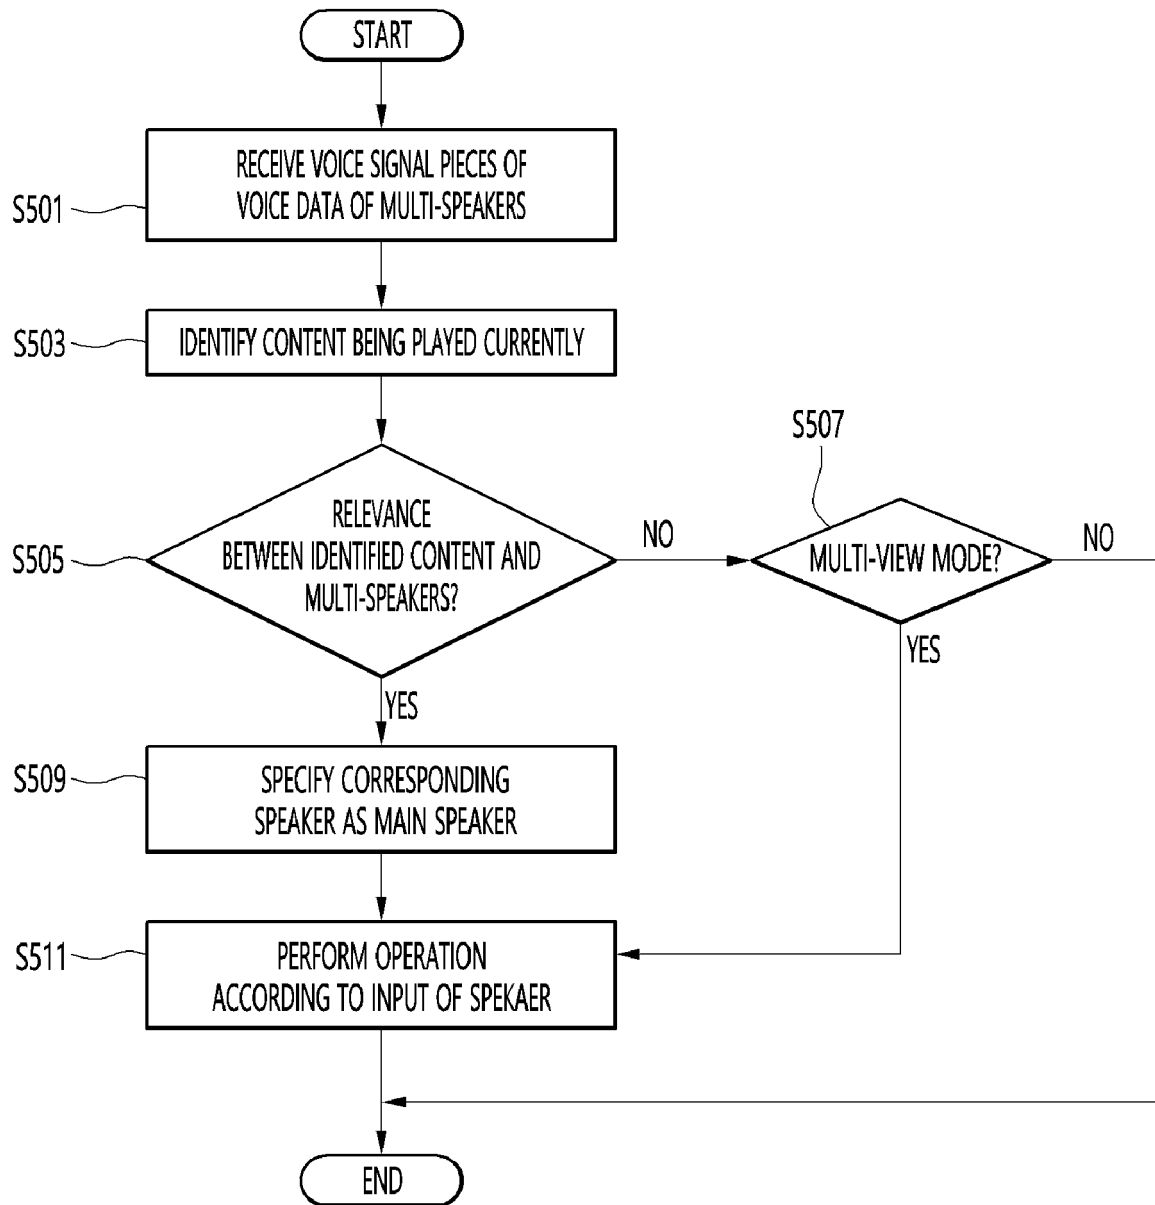 START
RECEIVE VOICE SIGNAL PIECES OF
VOICE DATA OF MULTI-SPEAKERS
S501
IDENTIFY CONTENT BEING PLAYED CURRENTLY
S503
RELEVANCE
BETWEEN IDENTIFIED CONTENT AND
MULTI-SPEAKERS?
S505
NO
S507
MULTI-VIEW MODE?
NO
YES
YES
SPECIFY CORRESPONDING
SPEAKER AS MAIN SPEAKER
S509
PERFORM OPERATION
ACCORDING TO INPUT OF SPEKAER
S511
END